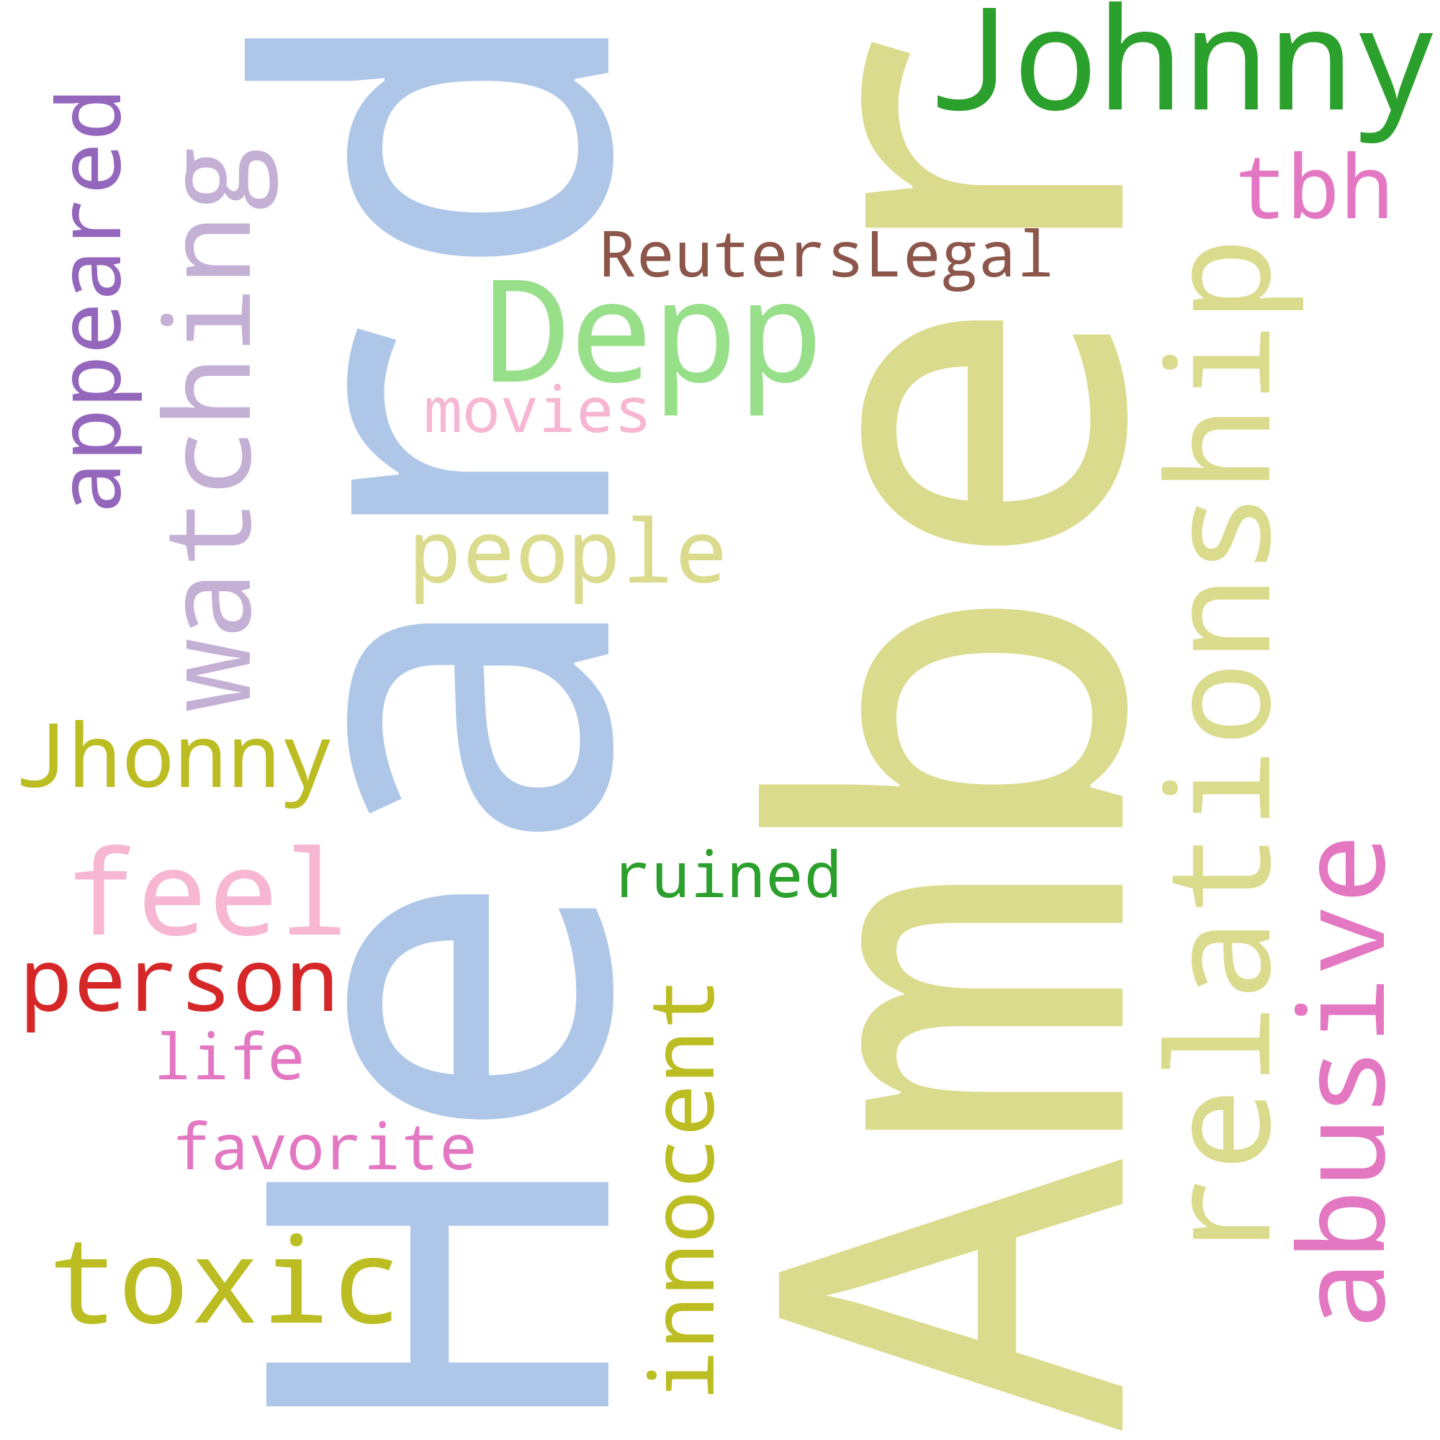 Johnny
appeared
watching
Heard
Amber
tbh
ReutersLegal
Depp
relationship
movies
people
Jhonny
feel
ruined
abusive
person
innocent
life
favorite
toxic